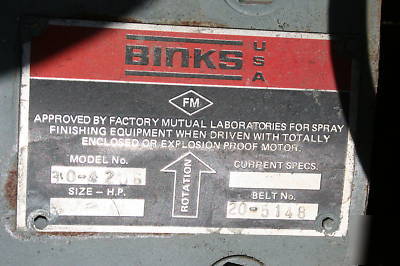 BINKS USA
FM
APPROVED BY FACTORY MUTUAL LABORATORIES FOR SPRAY
FINISHING EQUIPMENT WHEN DRIVEN WITH TOTALLY
ENCLOSED OR EXPLOSION PROOF MOTOR.
MODEL No.
CURRENT SPECS.
SIZE - H.P.
ROTATION
BELT No.
20-5148